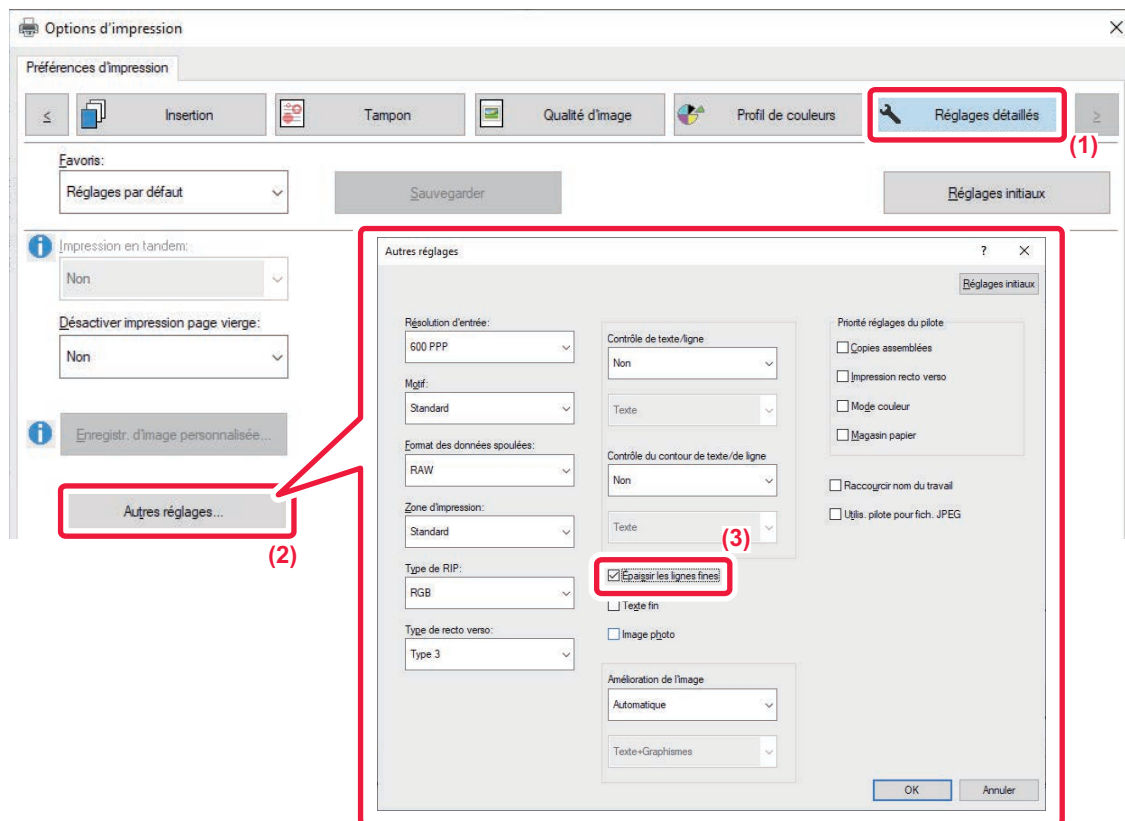 Options d'impression
Préférences d'impression
<
Insertion
Tampon
Qualité d'image
Profil de couleurs
Réglages détaillés
>
(1)
Favoris:
Réglages par défaut
Sauvegarder
Réglages initiaux
Impression en tandem:
Non
Désactiver impression page vierge:
Non
Enregistr. d'image personnalisée...
Autres réglages...
(2)
Autres réglages
?
Réglages initiaux
Résolution d'entrée:
600 PPP
Motif:
Standard
Format des données spoulées:
RAW
Zone d'impression:
Standard
Type de RIP:
RGB
Type de recto verso:
Type 3
Contrôle de texte/ligne
Non
Texte
Contrôle du contour de texte/de ligne
Non
Texte
(3)
Épaissir les lignes fines
Texte fin
Image photo
Amélioration de l'image
Automatique
Texte+Graphismes
Priorité réglages du pilote
Copies assemblées
Impression recto verso
Mode couleur
Magasin papier
Raccourcir nom du travail
Utilis. pilote pour fich. JPEG
OK
Annuler